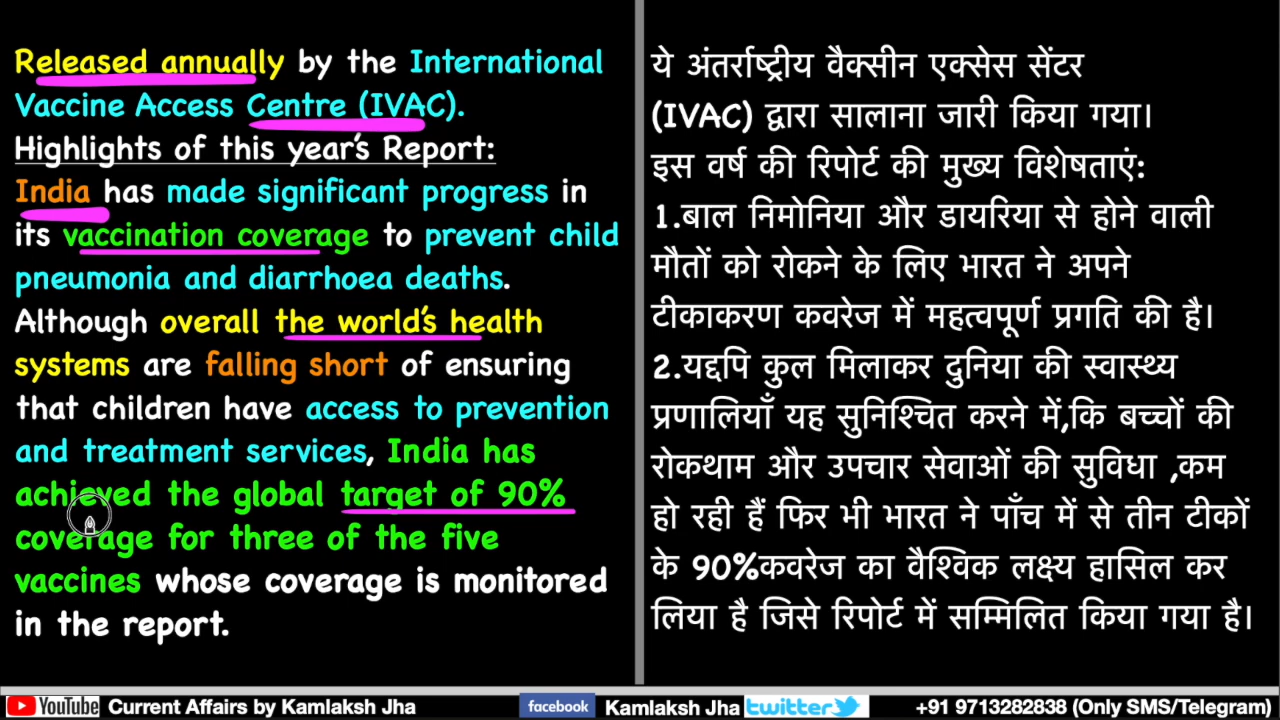 Released annually by the International
Vaccine Access Centre (IVAC).
Highlights of this year's Report:
India has made significant progress in
its vaccination coverage to prevent child
pneumonia and diarrhoea deaths.
Although overall the world's health
systems are falling short of ensuring
that children have access to prevention
and treatment services, India has
achieved the global target of 90%
coverage for three of the five
vaccines whose coverage is monitored
in the report.
ये अंतर्राष्ट्रीय वैक्सीन एक्सेस सेंटर
(IVAC) द्वारा सालाना जारी किया गया।
इस वर्ष की रिपोर्ट की मुख्य विशेषताएं:
1.बाल निमोनिया और डायरिया से होने वाली
मौतों को रोकने के लिए भारत ने अपने
टीकाकरण कवरेज में महत्वपूर्ण प्रगति की है।
2.यद्दपि कुल मिलाकर दुनिया की स्वास्थ्य
प्रणालियाँ यह सुनिश्चित करने में,कि बच्चों की
रोकथाम और उपचार सेवाओं की सुविधा ,कम
हो रही हैं फिर भी भारत ने पाँच में से तीन टीकों
के 90%कवरेज का वैश्विक लक्ष्य हासिल कर
लिया है जिसे रिपोर्ट में सम्मिलित किया गया है।
YouTube Current Affairs by Kamlaksh Jha facebook Kamlaksh Jha twitter +91 9713282838 (Only SMS/Telegram)